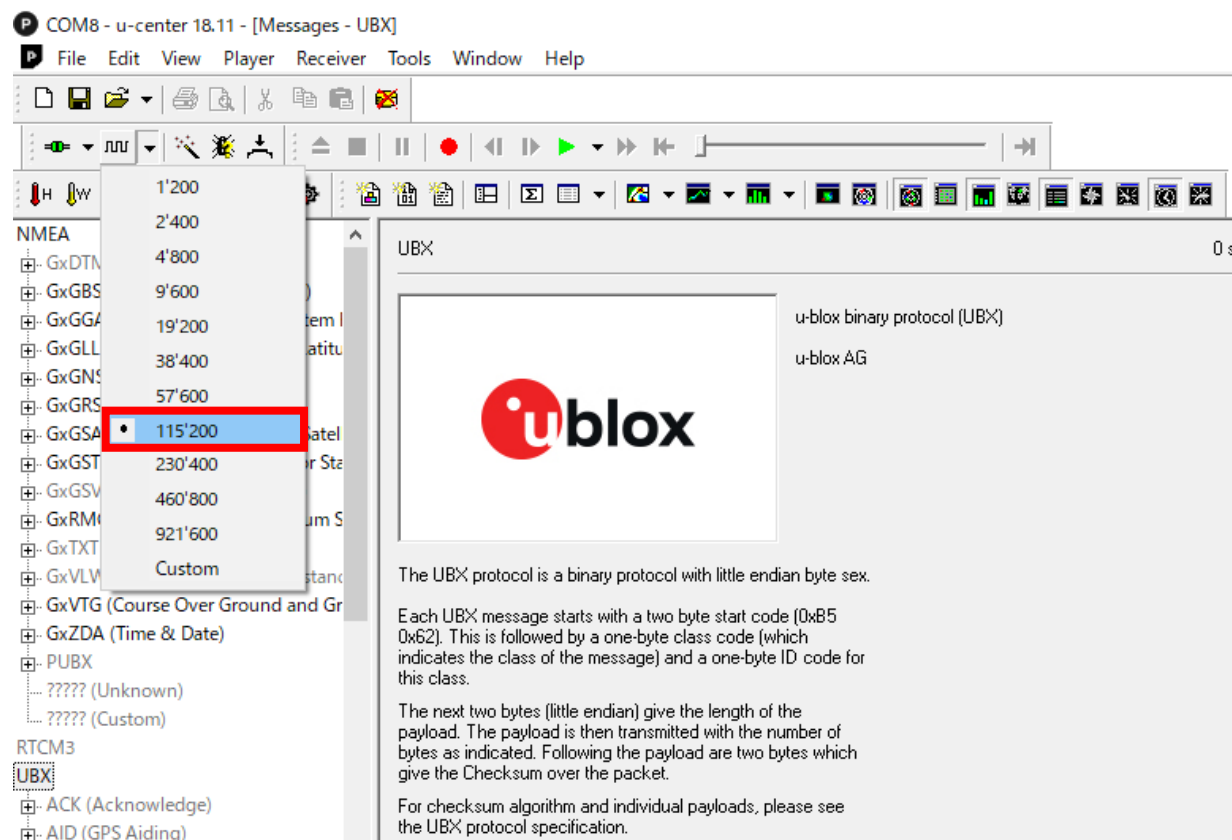 COM8 - u-center 18.11 - [Messages - UBX]
File Edit View Player Receiver Tools Window Help
H W
1'200
2'400
4'800
9'600
19'200
38'400
57'600
115'200
230'400
460'800
921'600
Custom
NMEA
GxDTM
GxGBS )
GxGGA tem
GxGLL atitu
GxGNS
GxGRS
GxGSA Satel
GxGST or Sta
GxGSV
GxRMC um S
GxTXT
GxVLW stanc
GxVTG (Course Over Ground and Gr
GxZDA (Time & Date)
PUBX
????? (Unknown)
????? (Custom)
RTCM3
UBX
ACK (Acknowledge)
AID (GPS Aiding)
UBX 0 s
ublox
u-blox binary protocol (UBX)
u-blox AG
The UBX protocol is a binary protocol with little endian byte sex.
Each UBX message starts with a two byte start code (0xB5
0x62). This is followed by a one-byte class code (which
indicates the class of the message) and a one-byte ID code for
this class.
The next two bytes (little endian) give the length of the
payload. The payload is then transmitted with the number of
bytes as indicated. Following the payload are two bytes which
give the Checksum over the packet.
For checksum algorithm and individual payloads, please see
the UBX protocol specification.